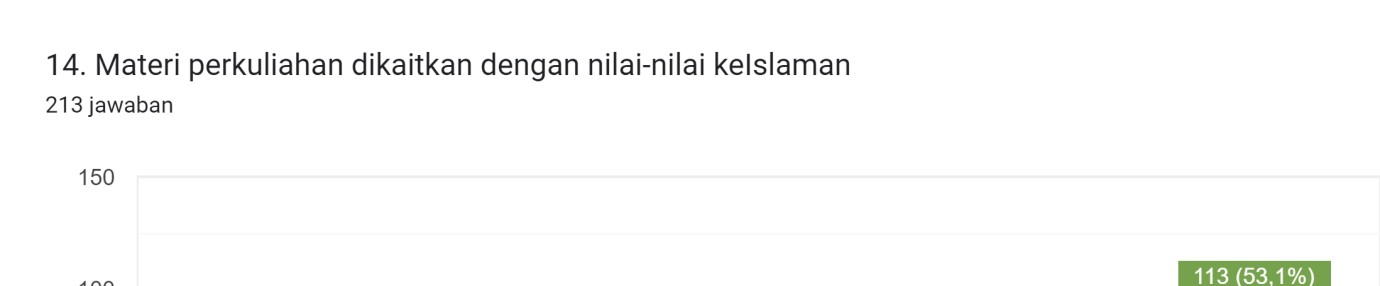 14. Materi perkuliahan dikaitkan dengan nilai-nilai keIslaman
213 jawaban
150
113 (53,1%)